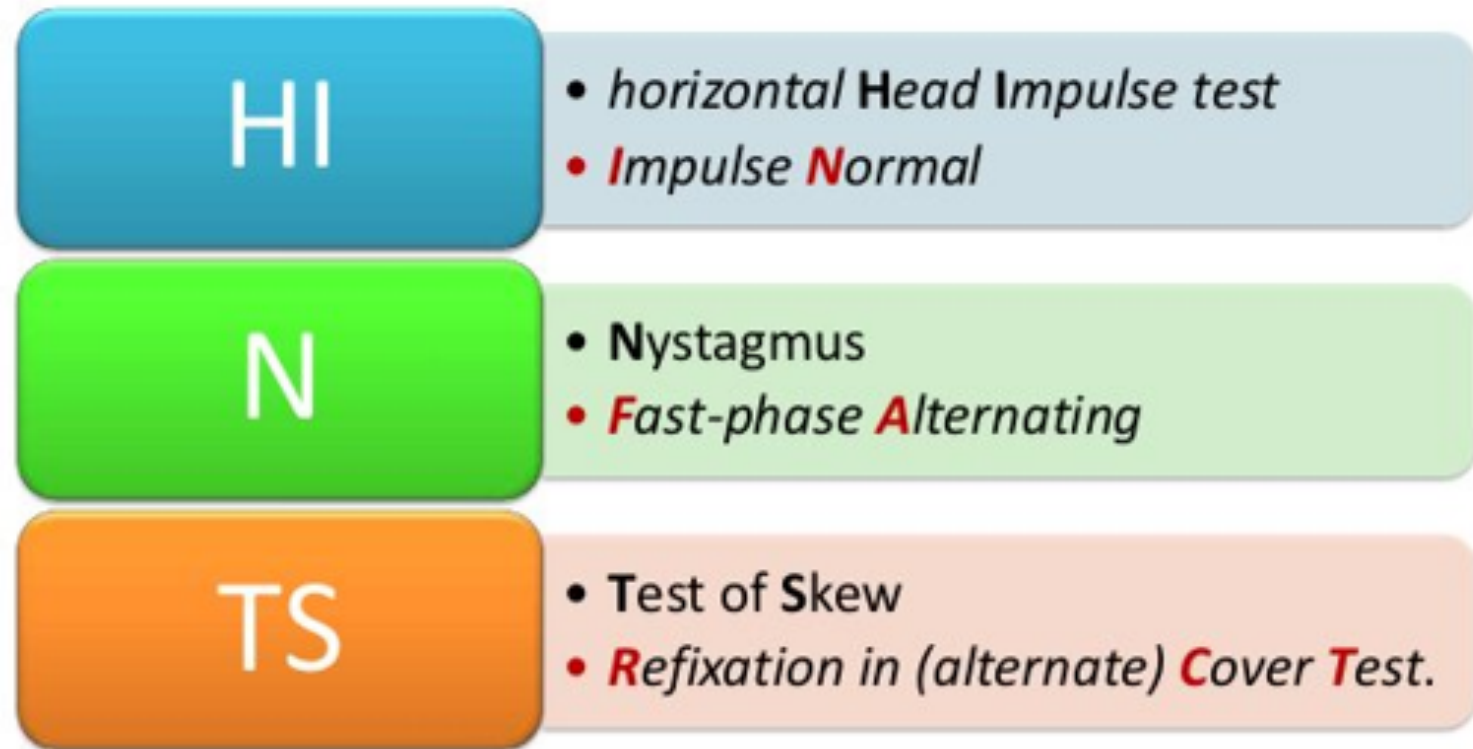 HI
• horizontal Head Impulse test
• Impulse Normal
N
• Nystagmus
• Fast-phase Alternating
TS
• Test of Skew
• Refixation in (alternate) Cover Test.